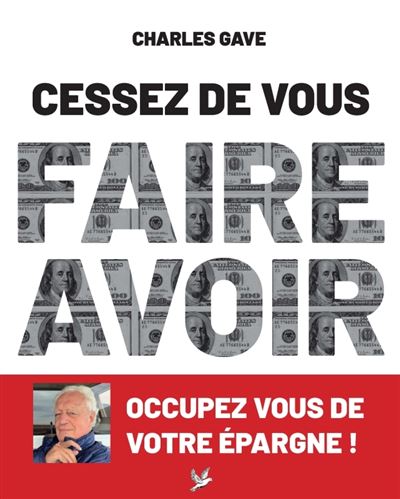 CHARLES GAVE
CESSEZ DE VOUS
FAIRE
AVOIR
OCCUPEZ VOUS DE
VOTRE ÉPARGNE !